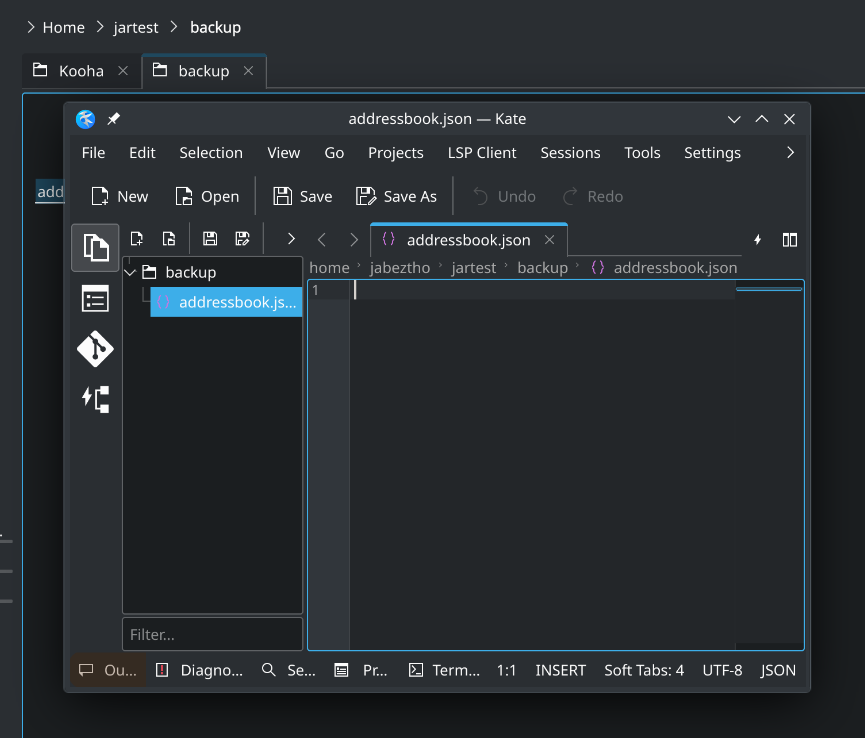 Home jartest backup
Kooha backup
addressbook.json — Kate
File Edit Selection View Go Projects LSP Client Sessions Tools Settings
add
New Open Save Save As Undo Redo
addressbook.json
home jabeztho jartest backup addressbook.json
backup
1
addressbook.js...
Filter...
Ou... Diagno... Se... Pr... Term... 1:1 INSERT Soft Tabs: 4 UTF-8 JSON